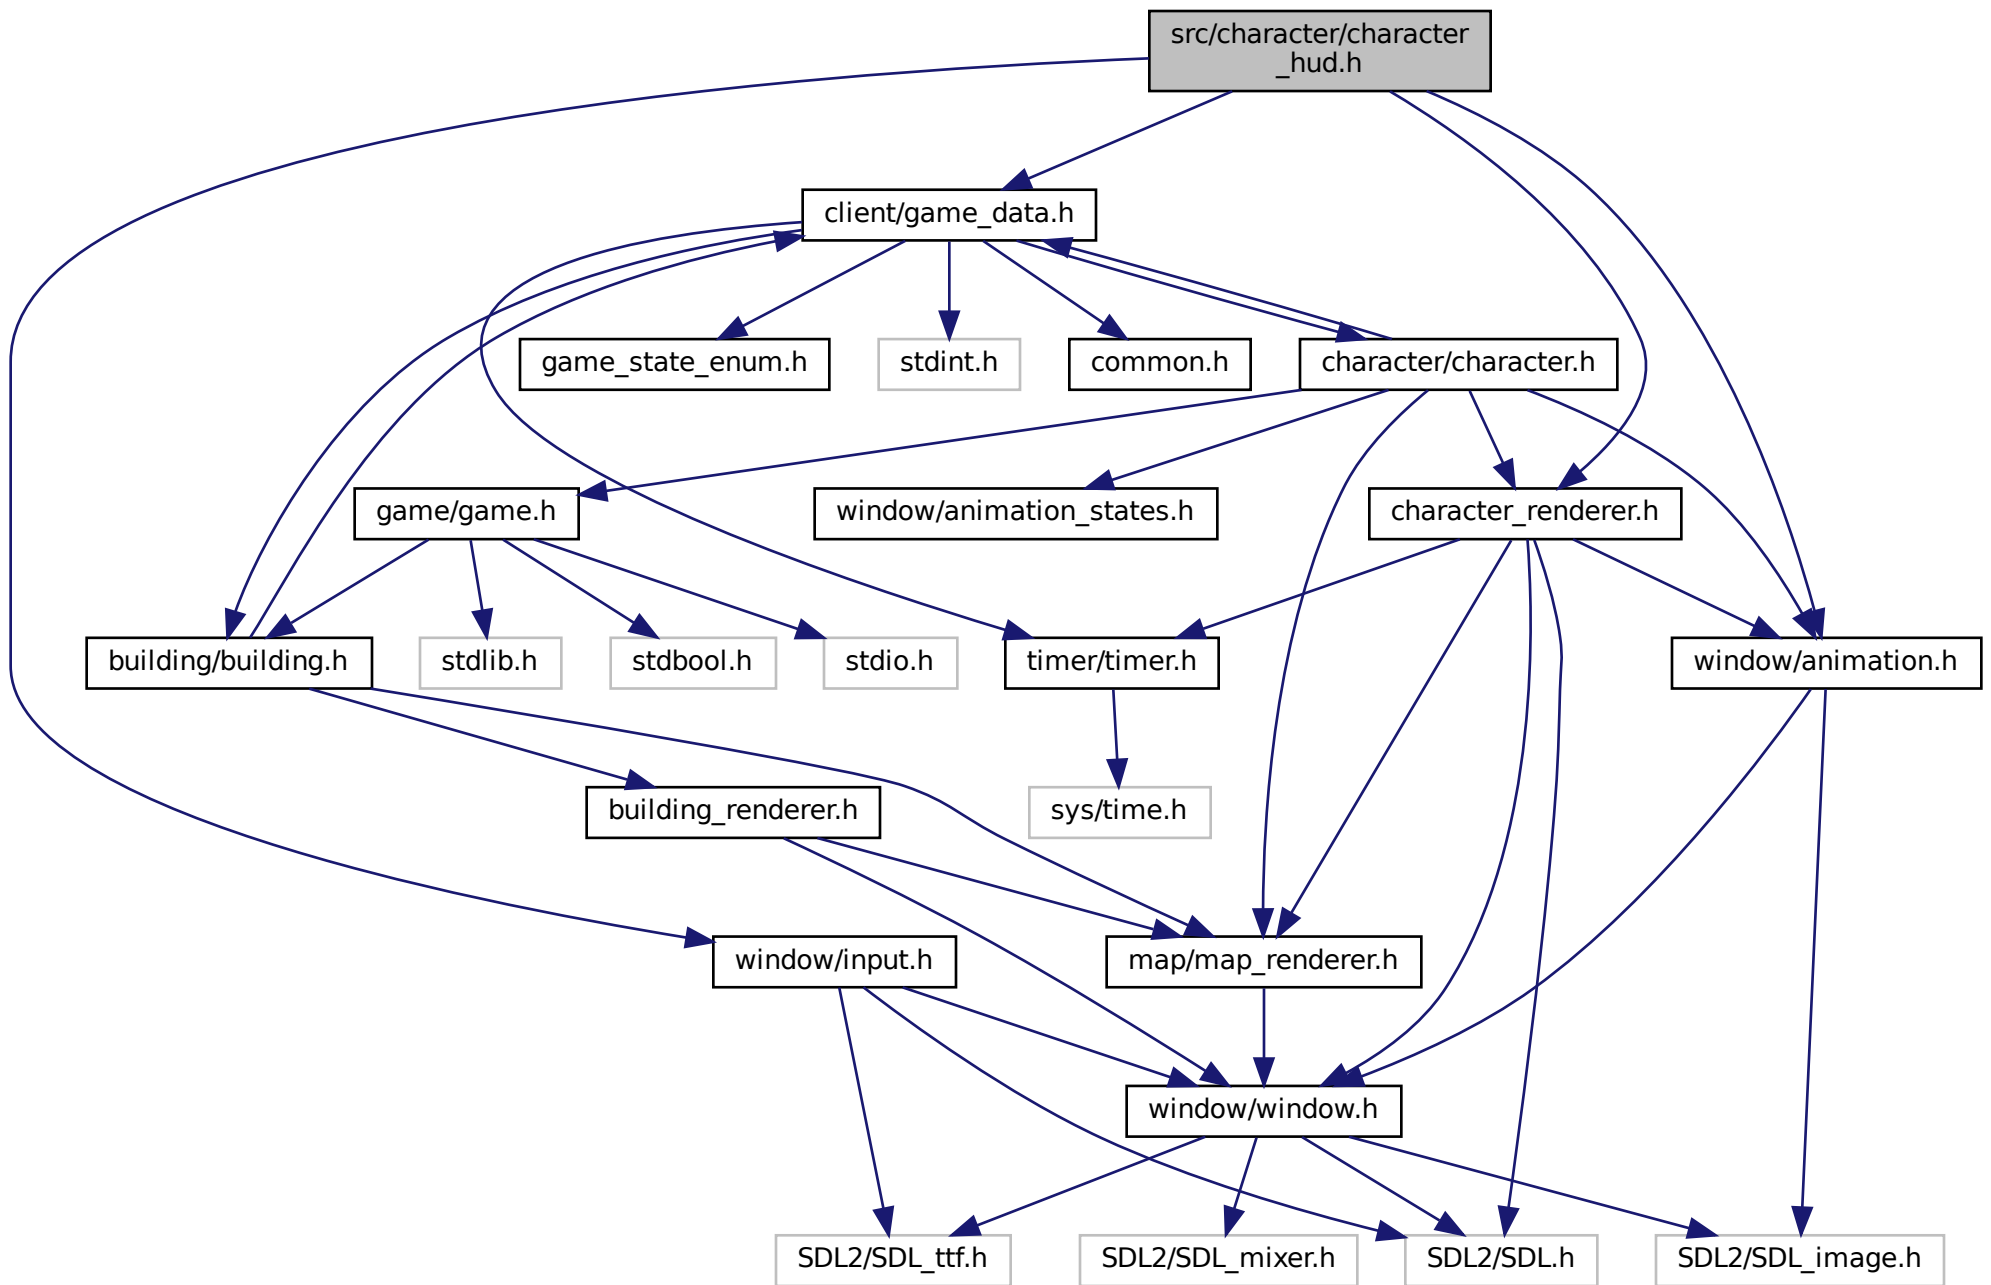 src/character/character
_hud.h
client/game_data.h
game_state_enum.h
stdint.h
common.h
character/character.h
game/game.h
window/animation_states.h
character_renderer.h
building/building.h
stdlib.h
stdbool.h
stdio.h
timer/timer.h
window/animation.h
building_renderer.h
sys/time.h
window/input.h
map/map_renderer.h
window/window.h
SDL2/SDL_ttf.h
SDL2/SDL_mixer.h
SDL2/SDL.h
SDL2/SDL_image.h